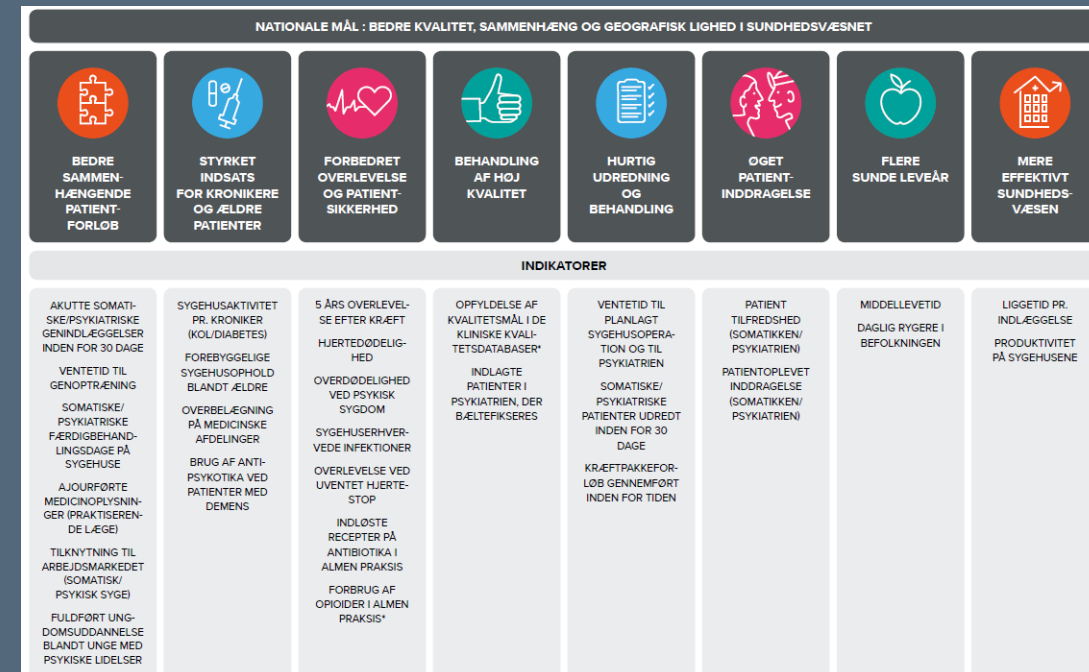 NATIONALE MÅL : BEDRE KVALITET, SAMMENHÆNG OG GEOGRAFISK LIGHED I SUNDHEDSVÆSNET
BEDRE
SAMMEN-
HÆNGENDE
PATIENT-
FORLØB
STYRKET
INDSATS
FOR KRONIKERE
OG ÆLDRE
PATIENTER
FORBEDRET
OVERLEVELSE
OG PATIENT-
SIKKERHED
BEHANDLING
AF HØJ
KVALITET
HURTIG
UDREDNING
OG
BEHANDLING
ØGET
PATIENT-
INDDRAGELSE
FLERE
SUNDE LEVEÅR
MERE
EFFEKTIVT
SUNDHEDS-
VÆSEN
INDIKATORER
AKUTTE SOMATI-
SKE/PSYKIATRISKE
GENINDLÆGGELSER
INDEN FOR 30 DAGE
VENTETID TIL
GENOPTRÆNING
SOMATISKE/
PSYKIATRISKE
FÆRDIGBEHAND-
LINGSDAGE PÅ
SYGEHUSE
AJOURFØRTE
MEDICINOPLYSNIN-
GER (PRAKTISEREN-
DE LÆGE)
TILKNYTNING TIL
ARBEJDSMARKEDET
(SOMATISK/
PSYKISK SYGE)
FULDFØRT UNG-
DOMSUDDANNELSE
BLANDT UNGE MED
PSYKISKE LIDELSER
SYGEHUSAKTIVITET
PR. KRONIKER
(KOL/DIABETES)
FOREBYGGELIGE
SYGEHUSOPHOLD
BLANDT ÆLDRE
OVERBELÆGNING
PÅ MEDICINSKE
AFDELINGER
BRUG AF ANTI-
PSYKOTIKA VED
PATIENTER MED
DEMENS
5 ÅRS OVERLEVEL-
SE EFTER KRÆFT
HJERTEDØDELIG-
HED
OVERDØDELIGHED
VED PSYKISK
SYGDOM
SYGEHUSERHVER-
VEDE INFEKTIONER
OVERLEVELSE VED
UVENTET HJERTE-
STOP
INDLØSTE
RECEPTER PÅ
ANTIBIOTIKA I
ALMEN PRAKSIS
FORBRUG AF
OPIOIDER I ALMEN
PRAKSIS*
OPFYLDELSE AF
KVALITETSMÅL I DE
KLINISKE KVALI-
TETSDATABASER*
INDLAGTE
PATIENTER I
PSYKIATRIEN, DER
BÆLTEFIKSERES
VENTETID TIL
PLANLAGT
SYGEHUSOPERA-
TION OG TIL
PSYKIATRIEN
SOMATISKE/
PSYKIATRISKE
PATIENTER UDREDT
INDEN FOR 30
DAGE
KRÆFTPAKKEFOR-
LØB GENNEMFØRT
INDEN FOR TIDEN
PATIENT
TILFREDSHED
(SOMATIKKEN/
PSYKIATRIEN)
PATIENTOPLEVET
INDDRAGELSE
(SOMATIKKEN/
PSYKIATRIEN)
MIDDELLEVETID
DAGLIG RYGERE I
BEFOLKNINGEN
LIGGETID PR.
INDLÆGGELSE
PRODUKTIVITET
PÅ SYGEHUSENE